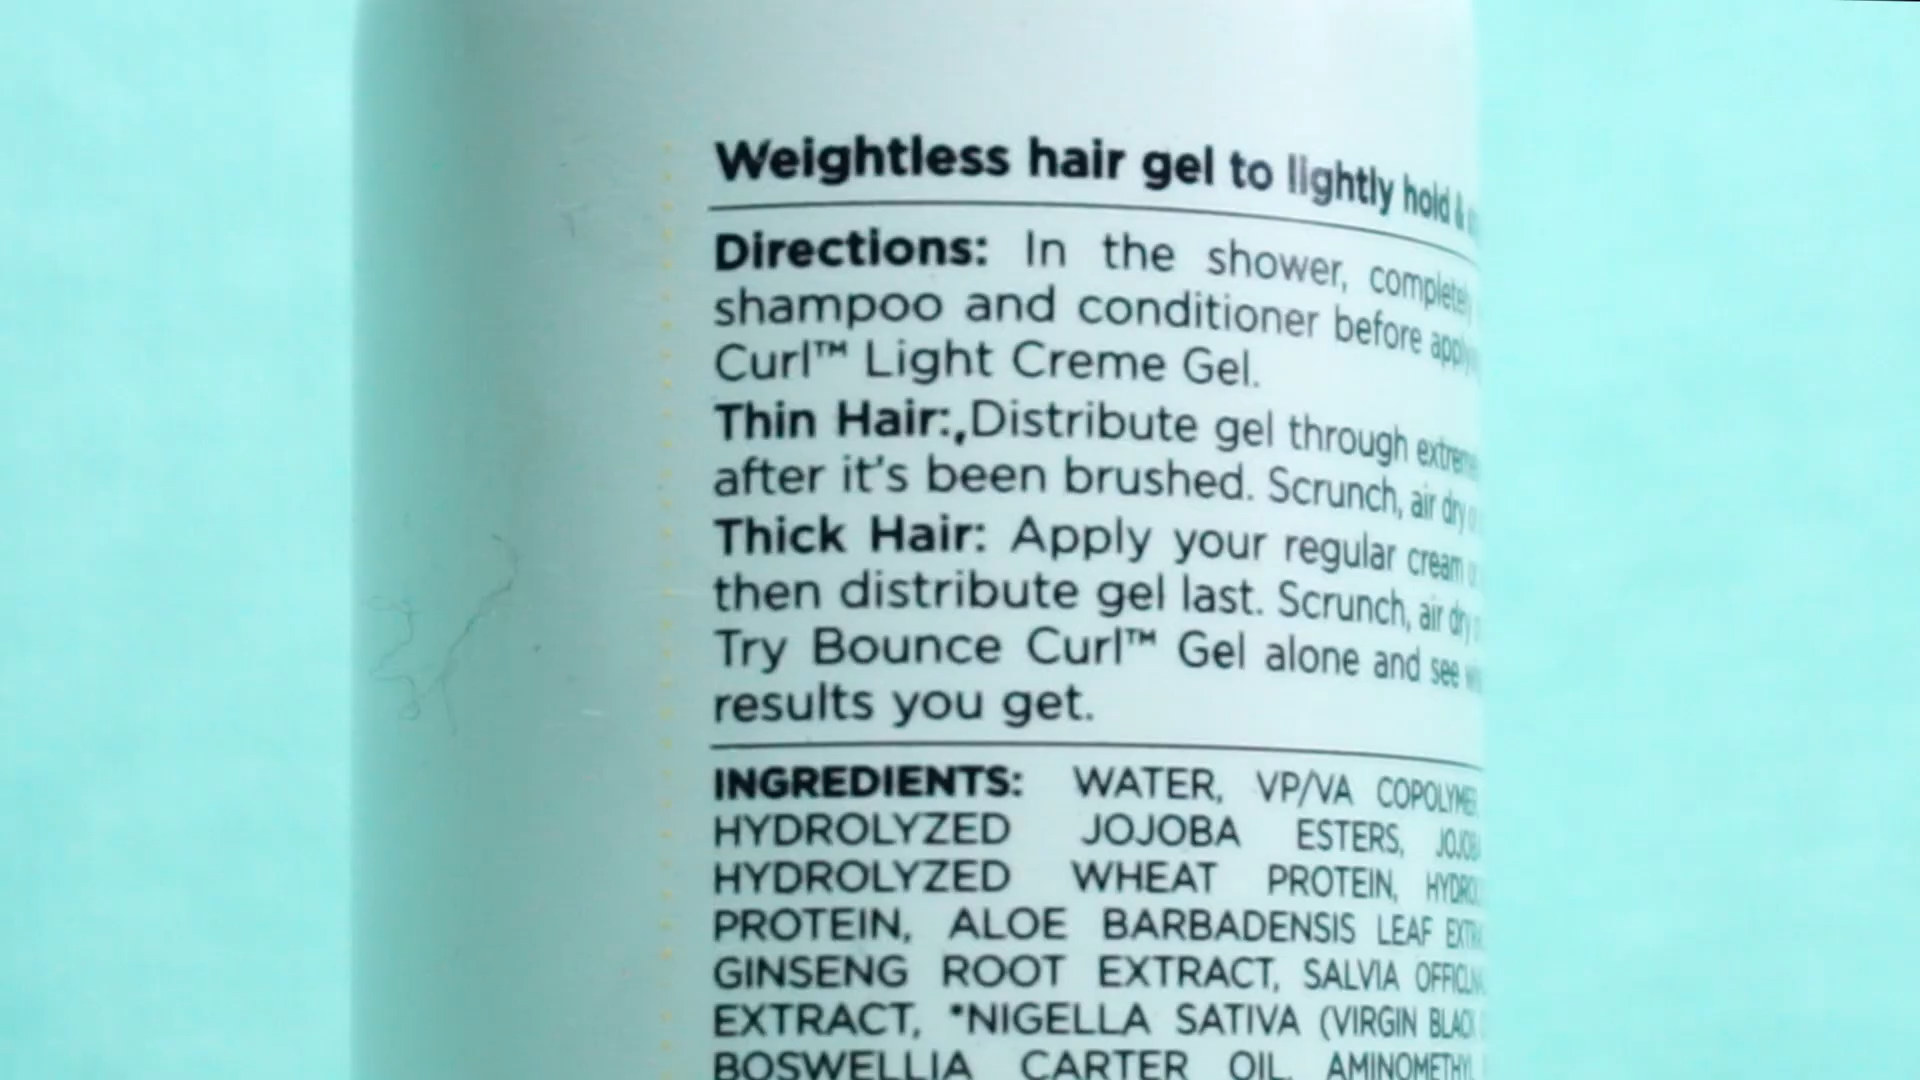 Weightless hair gel to lightly hold &
Directions: In the shower, completely
shampoo and conditioner before
Curl™ Light Creme Gel.
Thin Hair:,Distribute gel through
after it's been brushed. Scrunch, air dry
Thick Hair: Apply your regular cream
then distribute gel last. Scrunch, air dry
Try Bounce Curl™ Gel alone and see
results you get.
INGREDIENTS: WATER, VP/VA COPOLYMER
HYDROLYZED JOJOBA ESTERS, JOJOBA
HYDROLYZED WHEAT PROTEIN,
PROTEIN, ALOE BARBADENSIS LEAF
GINSENG ROOT EXTRACT, SALVIA
EXTRACT, *NIGELLA SATIVA (VIRGIN BLACK
BOSWELLIA CARTER OIL, AMINOMETHYL